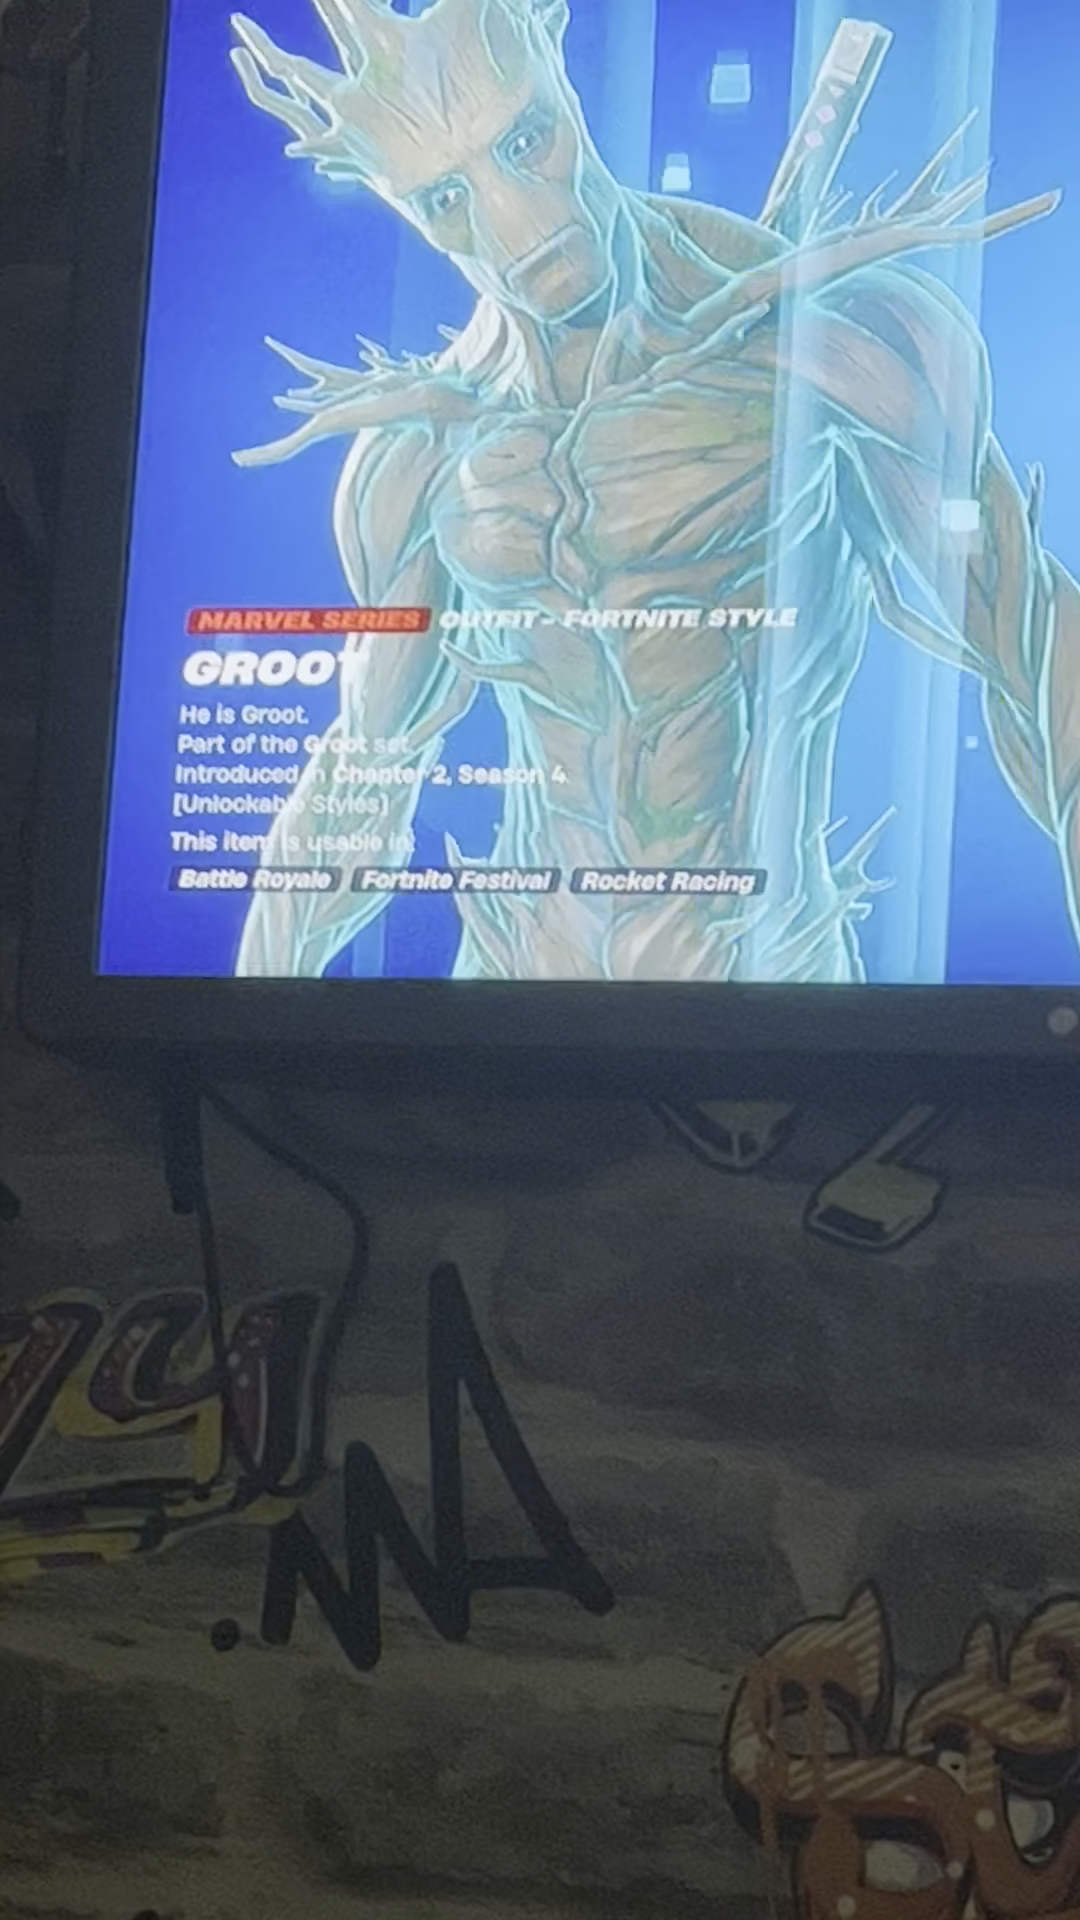 MARVEL SERIES OUTFIT - FORTNITE STYLE
GROOT
He is Groot.
Part of the Groot set.
Introduced in Chapter 2, Season 4.
[Unlockable Styles]
This item is usable in:
Battle Royale Fortnite Festival Rocket Racing